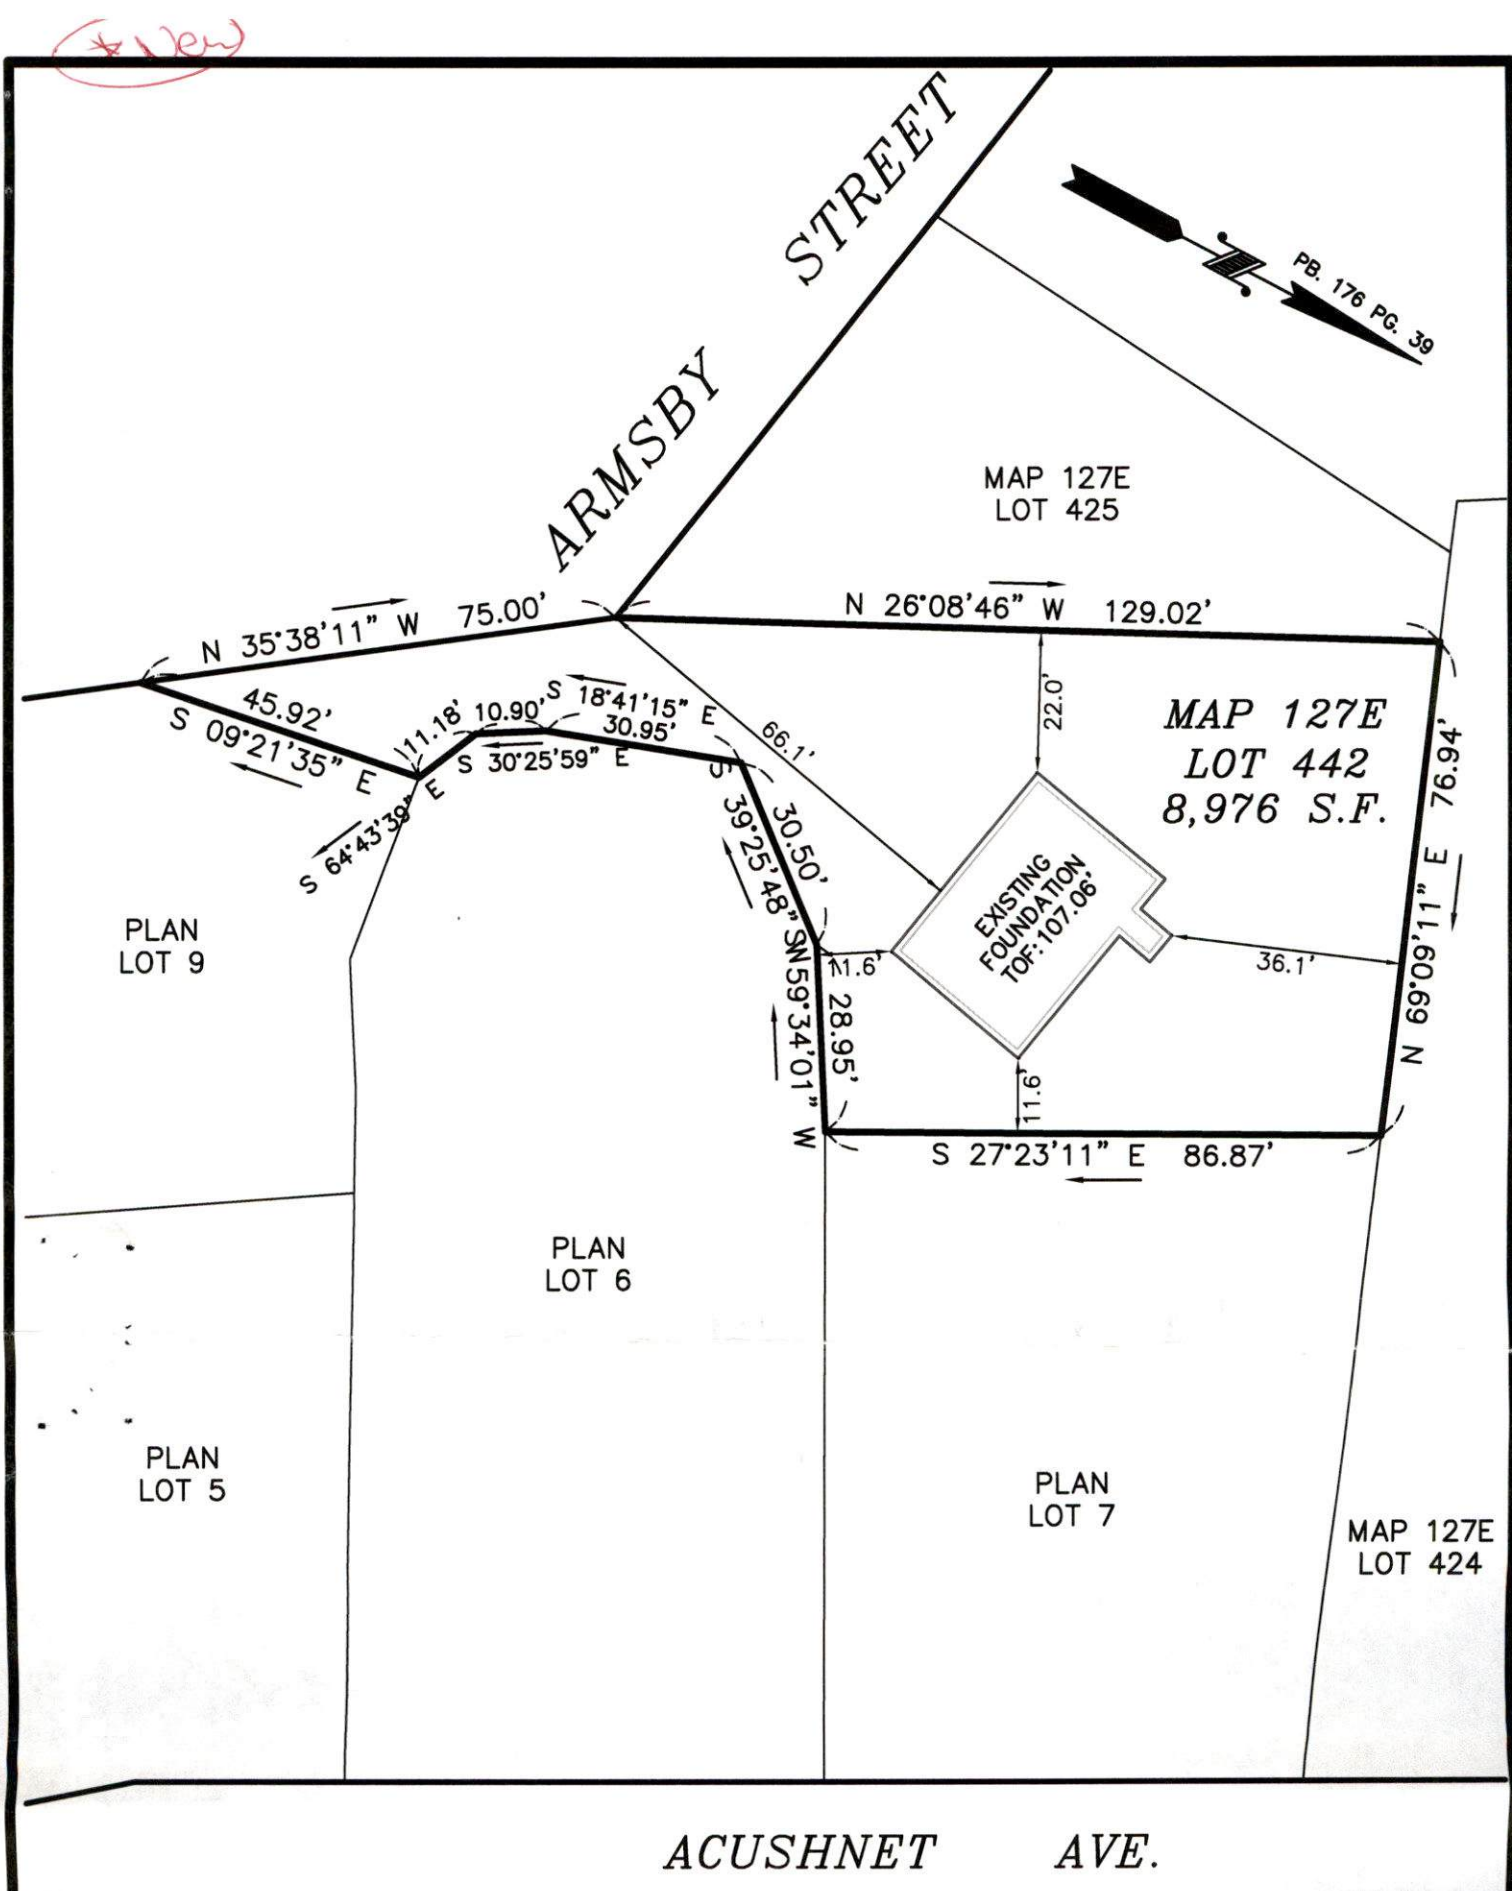 * New
ARMSBY STREET
PB. 176 PG. 39
MAP 127E
LOT 425
N 35°38'11" W 75.00'
N 26°08'46" W 129.02'
45.92'
S 09°21'35" E
11.18'
S 64°43'39" E
10.90'
S 30°25'59" E
S 18°41'15" E
30.95'
66.1'
22.0'
MAP 127E
LOT 442
8,976 S.F.
76.94'
N 69°09'11" E
30.50'
S 39°25'48" W
EXISTING
FOUNDATION
TOF: 107.06'
PLAN
LOT 9
11.6'
36.1'
28.95'
S 59°34'01" W
11.6'
S 27°23'11" E 86.87'
PLAN
LOT 6
PLAN
LOT 5
PLAN
LOT 7
MAP 127E
LOT 424
ACUSHNET AVE.